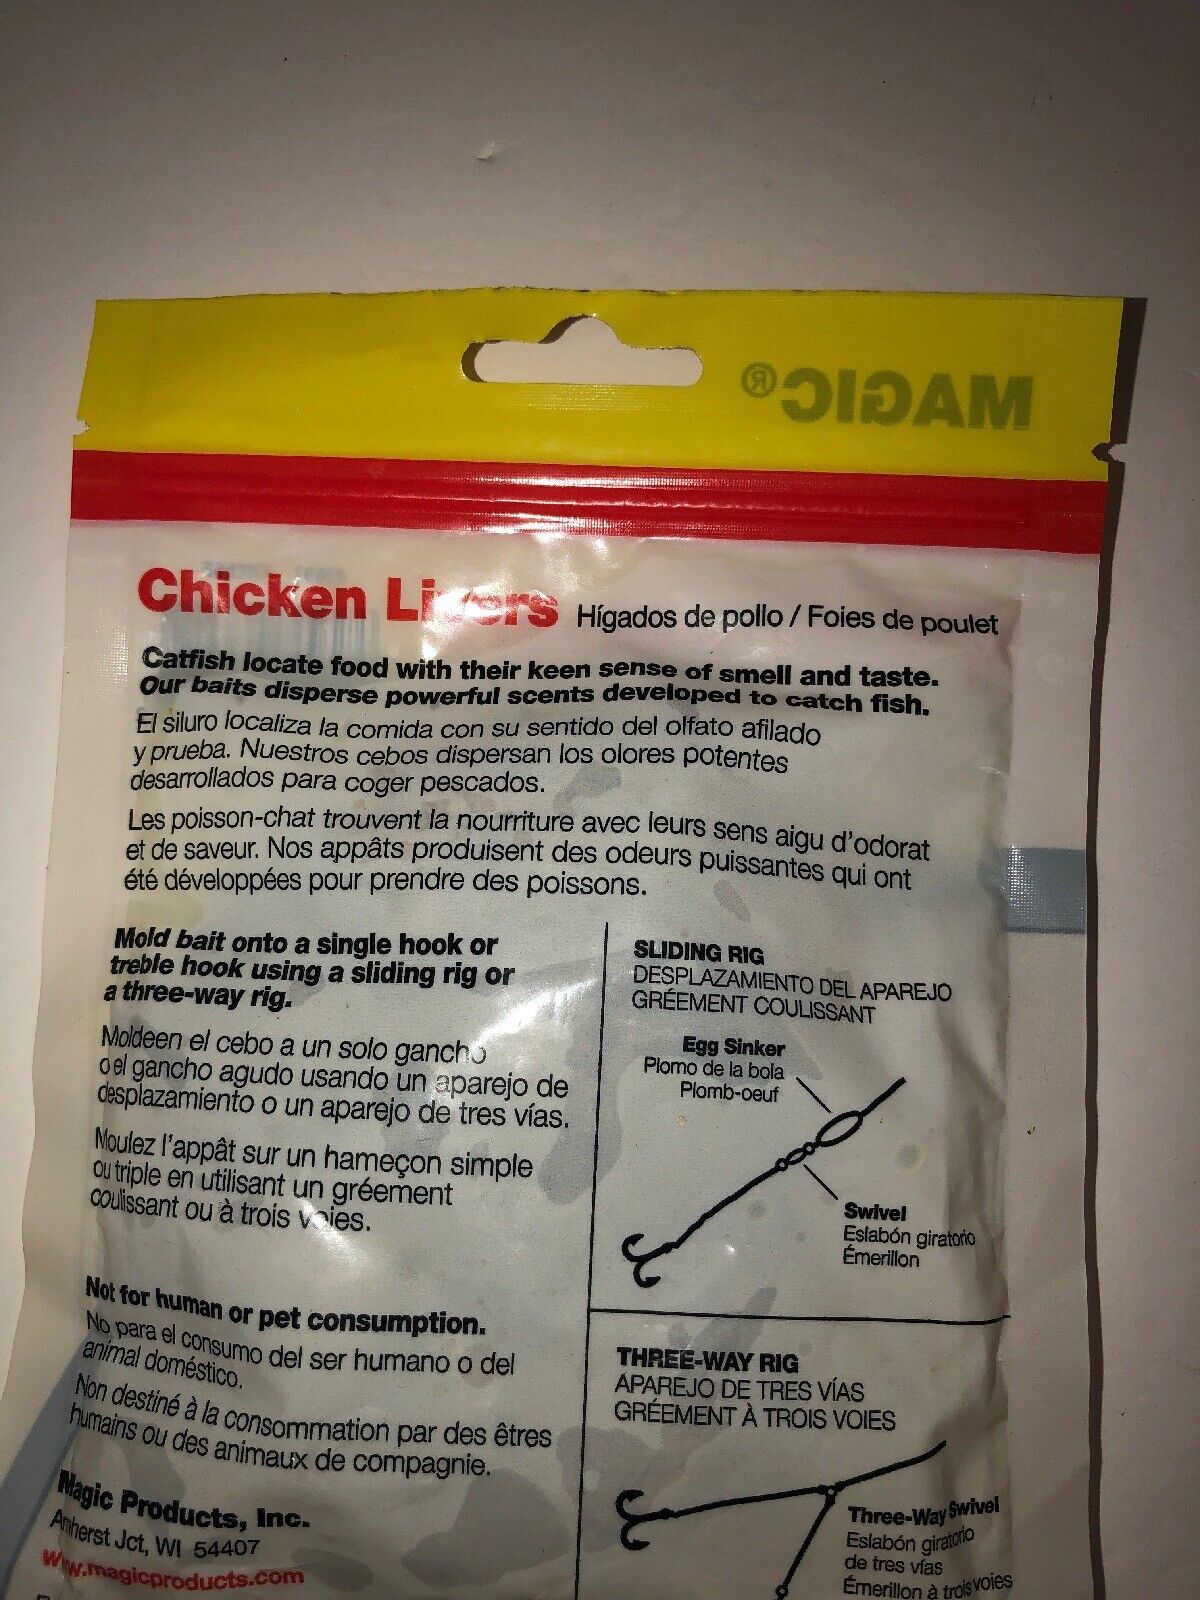 MAGIC®
Chicken Livers Hígados de pollo / Foies de poulet
Catfish locate food with their keen sense of smell and taste.
Our baits disperse powerful scents developed to catch fish.
El siluro localiza la comida con su sentido del olfato afilado
y prueba. Nuestros cebos dispersan los olores potentes
desarrollados para coger pescados.
Les poisson-chat trouvent la nourriture avec leurs sens aigu d'odorat
et de saveur. Nos appâts produisent des odeurs puissantes qui ont
été développées pour prendre des poissons.
Mold bait onto a single hook or
treble hook using a sliding rig or
a three-way rig.
Moldeen el cebo a un solo gancho
o el gancho agudo usando un aparejo de
desplazamiento o un aparejo de tres vías.
Moulez l'appât sur un hameçon simple
ou triple en utilisant un gréement
coulissant ou à trois voies.
Not for human or pet consumption.
No para el consumo del ser humano o del
animal doméstico.
Non destiné à la consommation par des êtres
humains ou des animaux de compagnie.
Magic Products, Inc.
Amherst Jct, WI 54407
www.magicproducts.com
SLIDING RIG
DESPLAZAMIENTO DEL APAREJO
GRÉEMENT COULISSANT
Egg Sinker
Plomo de la bola
Plomb-oeuf
Swivel
Eslabón giratorio
Émerillon
THREE-WAY RIG
APAREJO DE TRES VÍAS
GRÉEMENT À TROIS VOIES
Three-Way Swivel
Eslabón giratorio
de tres vías
Émerillon à trois voies